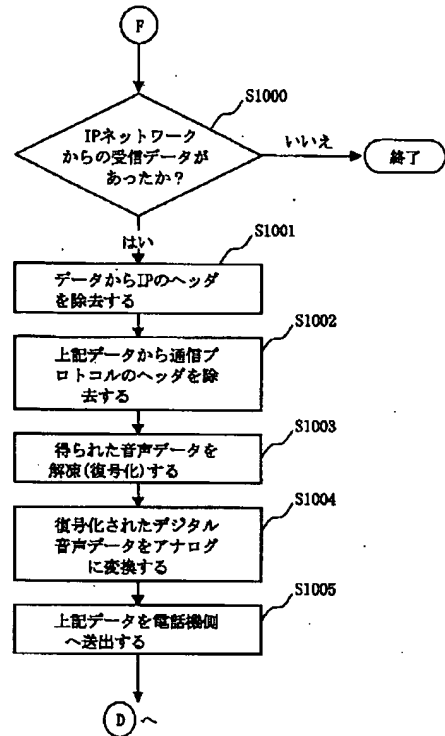 F
S1000
IPネットワーク
からの受信データが
あったか？
いいえ
終了
はい
S1001
データからIPのヘッダ
を除去する
S1002
上記データから通信プ
ロトコルのヘッダを除
去する
S1003
得られた音声データを
解凍(復号化)する
S1004
復号化されたデジタル
音声データをアナログ
に変換する
S1005
上記データを電話機側
へ送出する
D へ